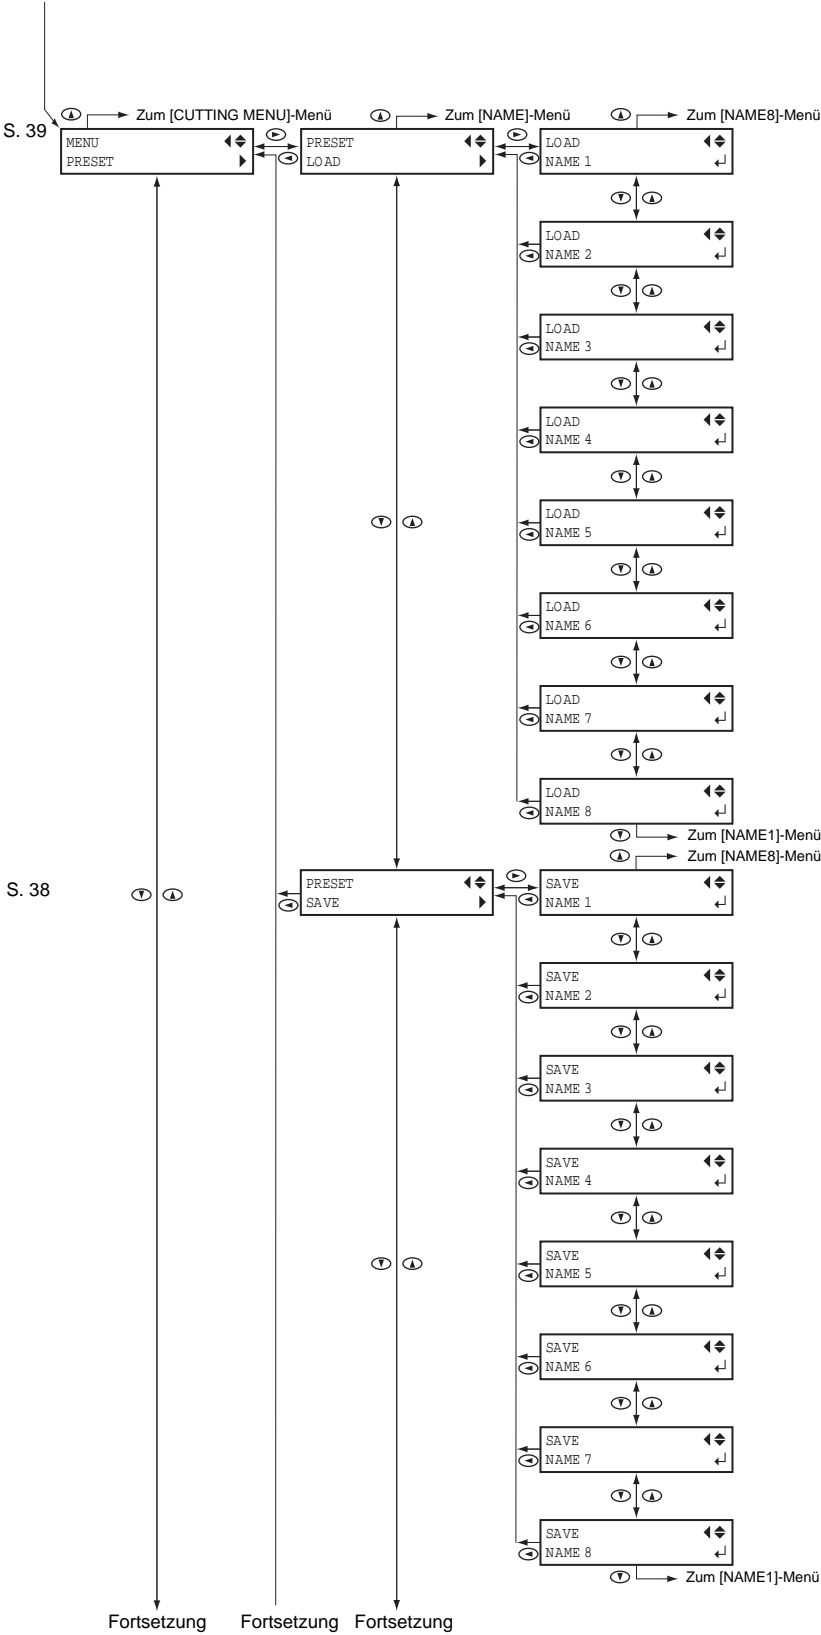 Zum [CUTTING MENU]-Menü
Zum [NAME]-Menü
Zum [NAME8]-Menü
S. 39
MENU
PRESET
PRESET
LOAD
LOAD
NAME 1
LOAD
NAME 2
LOAD
NAME 3
LOAD
NAME 4
LOAD
NAME 5
LOAD
NAME 6
LOAD
NAME 7
LOAD
NAME 8
Zum [NAME1]-Menü
Zum [NAME8]-Menü
S. 38
PRESET
SAVE
SAVE
NAME 1
SAVE
NAME 2
SAVE
NAME 3
SAVE
NAME 4
SAVE
NAME 5
SAVE
NAME 6
SAVE
NAME 7
SAVE
NAME 8
Zum [NAME1]-Menü
Fortsetzung
Fortsetzung
Fortsetzung